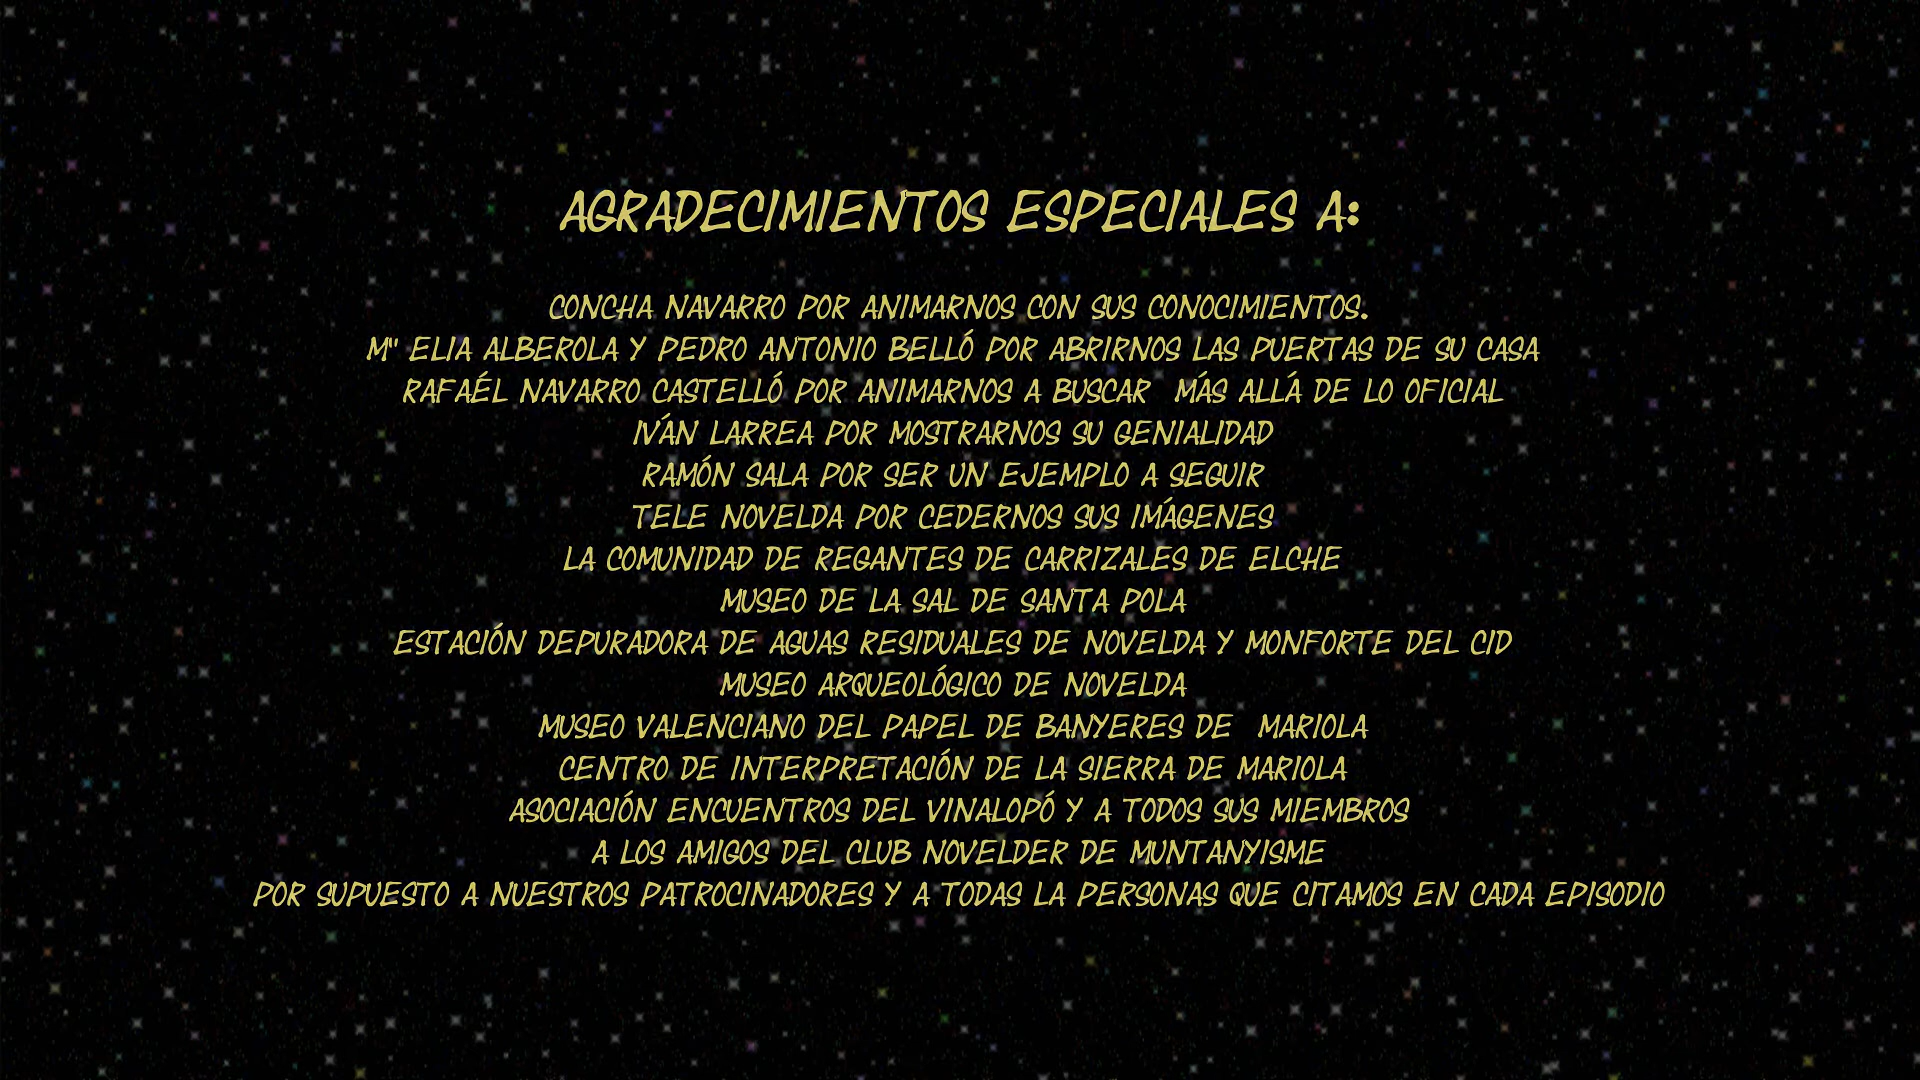 AGRADECIMIENTOS ESPECIALES A:
CONCHA NAVARRO POR ANIMARNOS CON SUS CONOCIMIENTOS.
M" ELIA ALBEROLA Y PEDRO ANTONIO BELLÓ POR ABRIRNOS LAS PUERTAS DE SU CASA
RAFAÉL NAVARRO CASTELLÓ POR ANIMARNOS A BUSCAR MÁS ALLÁ DE LO OFICIAL
IVÁN LARREA POR MOSTRARNOS SU GENIALIDAD
RAMÓN SALA POR SER UN EJEMPLO A SEGUIR
TELE NOVELDA POR CEDERNOS SUS IMÁGENES
LA COMUNIDAD DE REGANTES DE CARRIZALES DE ELCHE
MUSEO DE LA SAL DE SANTA POLA
ESTACIÓN DEPURADORA DE AGUAS RESIDUALES DE NOVELDA Y MONFORTE DEL CID
MUSEO ARQUEOLÓGICO DE NOVELDA
MUSEO VALENCIANO DEL PAPEL DE BANYERES DE MARIOLA
CENTRO DE INTERPRETACIÓN DE LA SIERRA DE MARIOLA
ASOCIACIÓN ENCUENTROS DEL VINALOPÓ Y A TODOS SUS MIEMBROS
A LOS AMIGOS DEL CLUB NOVELDER DE MUNTANYISME
POR SUPUESTO A NUESTROS PATROCINADORES Y A TODAS LA PERSONAS QUE CITAMOS EN CADA EPISODIO